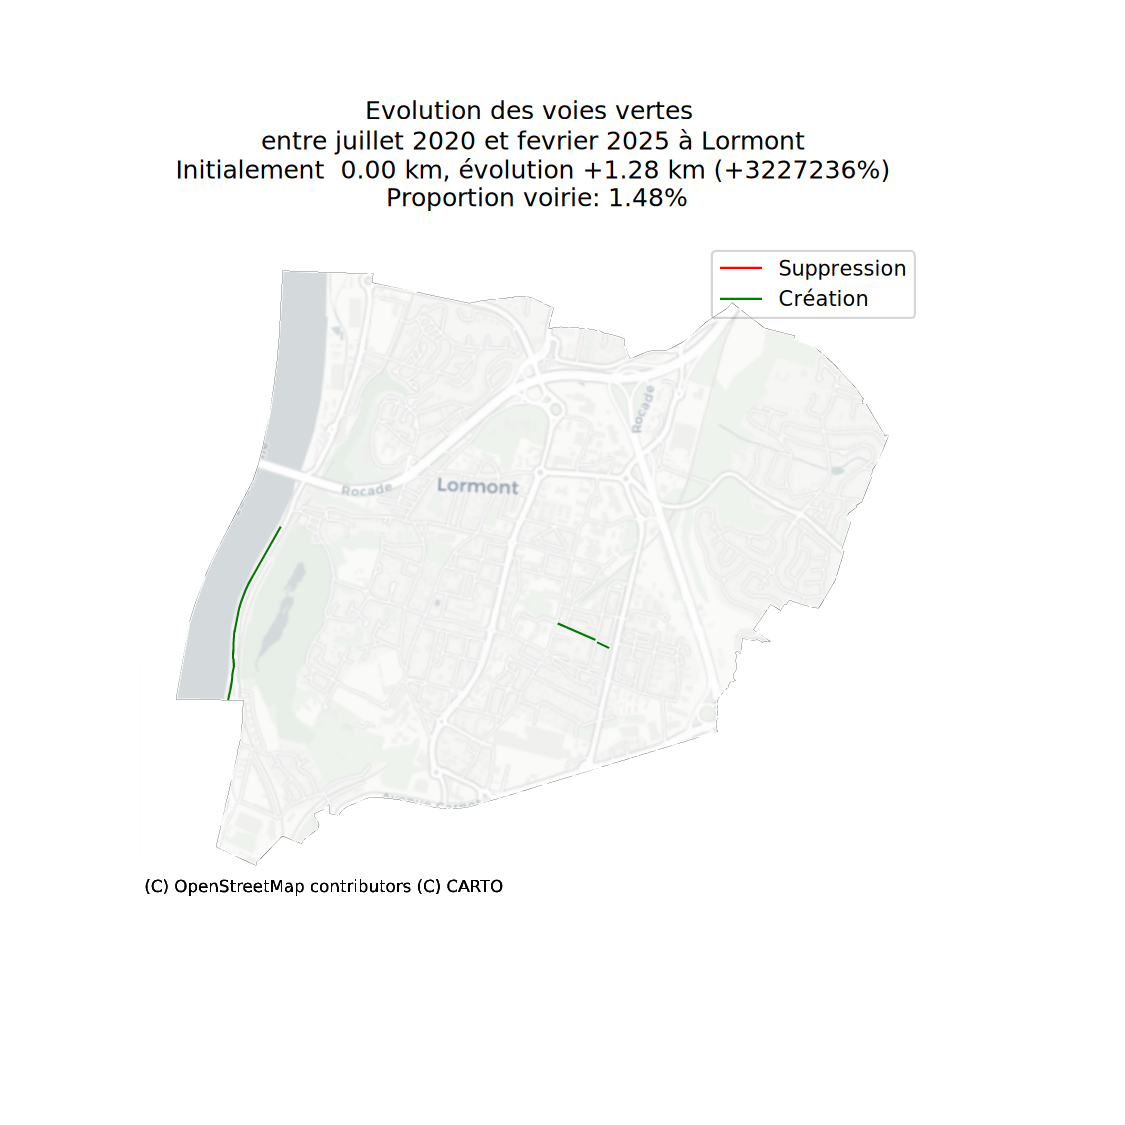 Evolution des voies vertes
entre juillet 2020 et fevrier 2025 à Lormont
Initialement  0.00 km, évolution +1.28 km (+3227236%)
Proportion voirie: 1.48%
Suppression
Création
Rocade
Rocade
Lormont
(C) OpenStreetMap contributors (C) CARTO